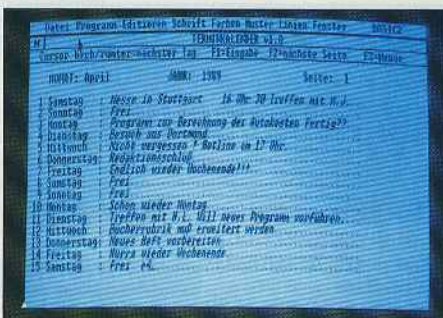 Datei Programm Editieren Schrift Farben Muster Linien Fenster BASIC2
TERMINKALENDER v1.0
Cursor hoch/runter=nächster Tag F1=Eingabe F2=nächste Seite F3=Menue
MONAT: April JAHR: 1989 Seite: 1
1 Samstag : Messe in Stuttgart 16 Uhr 30 Treffen mit H.J.
2 Sonntag : Frei
3 Montag : Programm zur Berechnung der Autokosten Fertig??
4 Dienstag : Besuch aus Dortmund
5 Mittwoch : Nicht vergessen ! Hotline um 17 Uhr.
6 Donnerstag: Redaktionsschluß
7 Freitag : Endlich wieder Wochenende!!!
8 Samstag : Frei
9 Sonntag : Frei
10 Montag : Schon wieder Montag
11 Dienstag : Treffen mit H.L. Will neues Programm vorführen.
12 Mittwoch : Bücherrubrik muß erweitert werden
13 Donnerstag: Neues Heft vorbereiten
14 Freitag : Hurra wieder Wochenende
15 Samstag : Frei